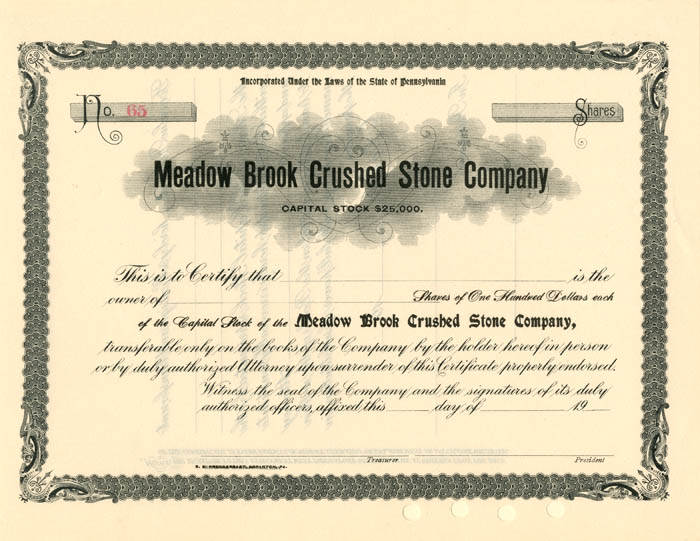 Incorporated Under the Laws of the State of Pennsylvania
No. 65
Shares
Meadow Brook Crushed Stone Company
CAPITAL STOCK $25,000.
This is to Certify that is the
owner of Shares of One Hundred Dollars each
of the Capital Stock of the Meadow Brook Crushed Stone Company,
transferable only on the books of the Company by the holder hereof in person
or by duly authorized Attorney upon surrender of this Certificate properly endorsed.
Witness the seal of the Company and the signatures of its duly
authorized officers, affixed this day of 19
Treasurer President
SCRANTON, PA.